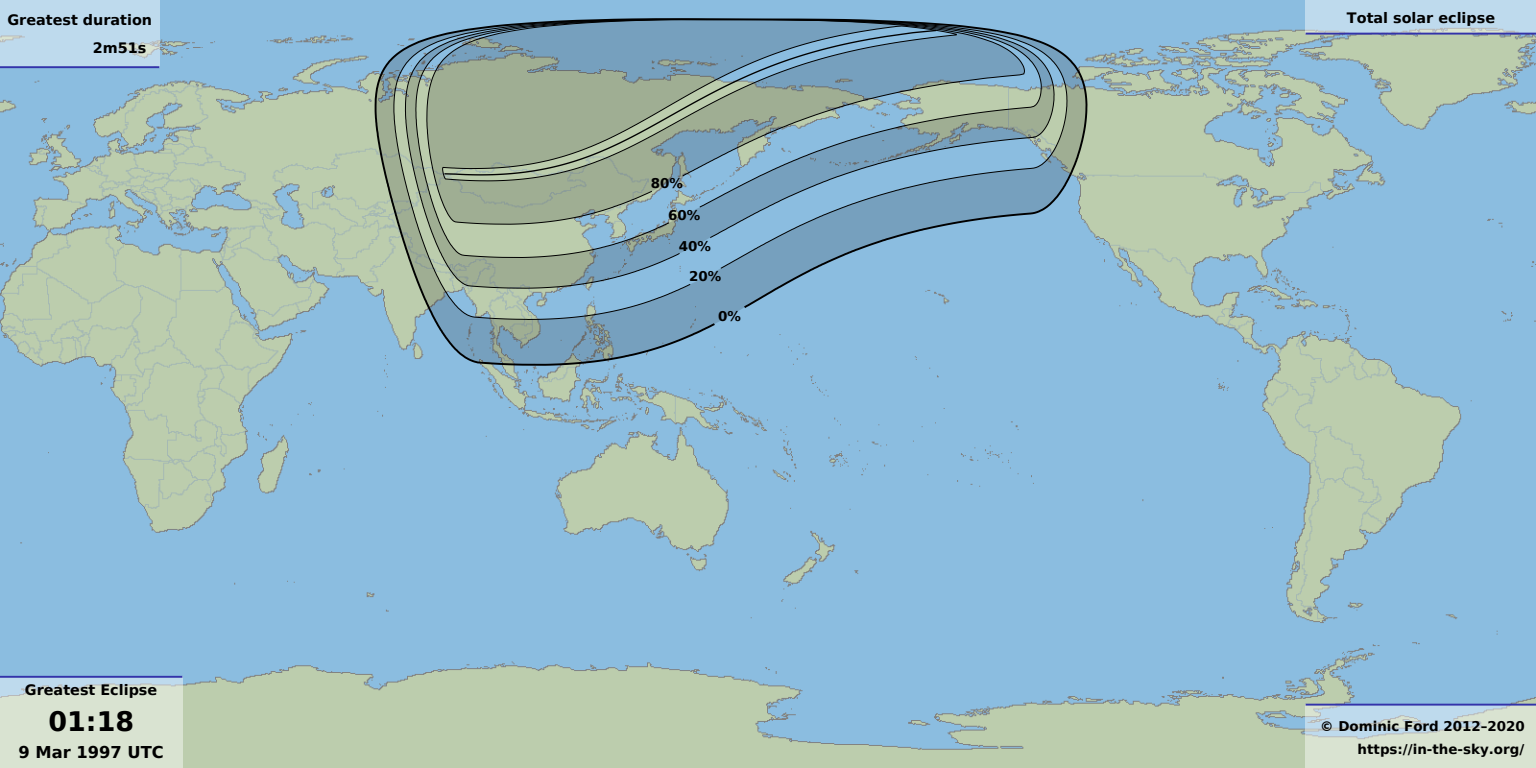 Greatest duration
2m51s
Total solar eclipse
80%
60%
40%
20%
0%
Greatest Eclipse
01:18
9 Mar 1997 UTC
© Dominic Ford 2012–2020
https://in-the-sky.org/